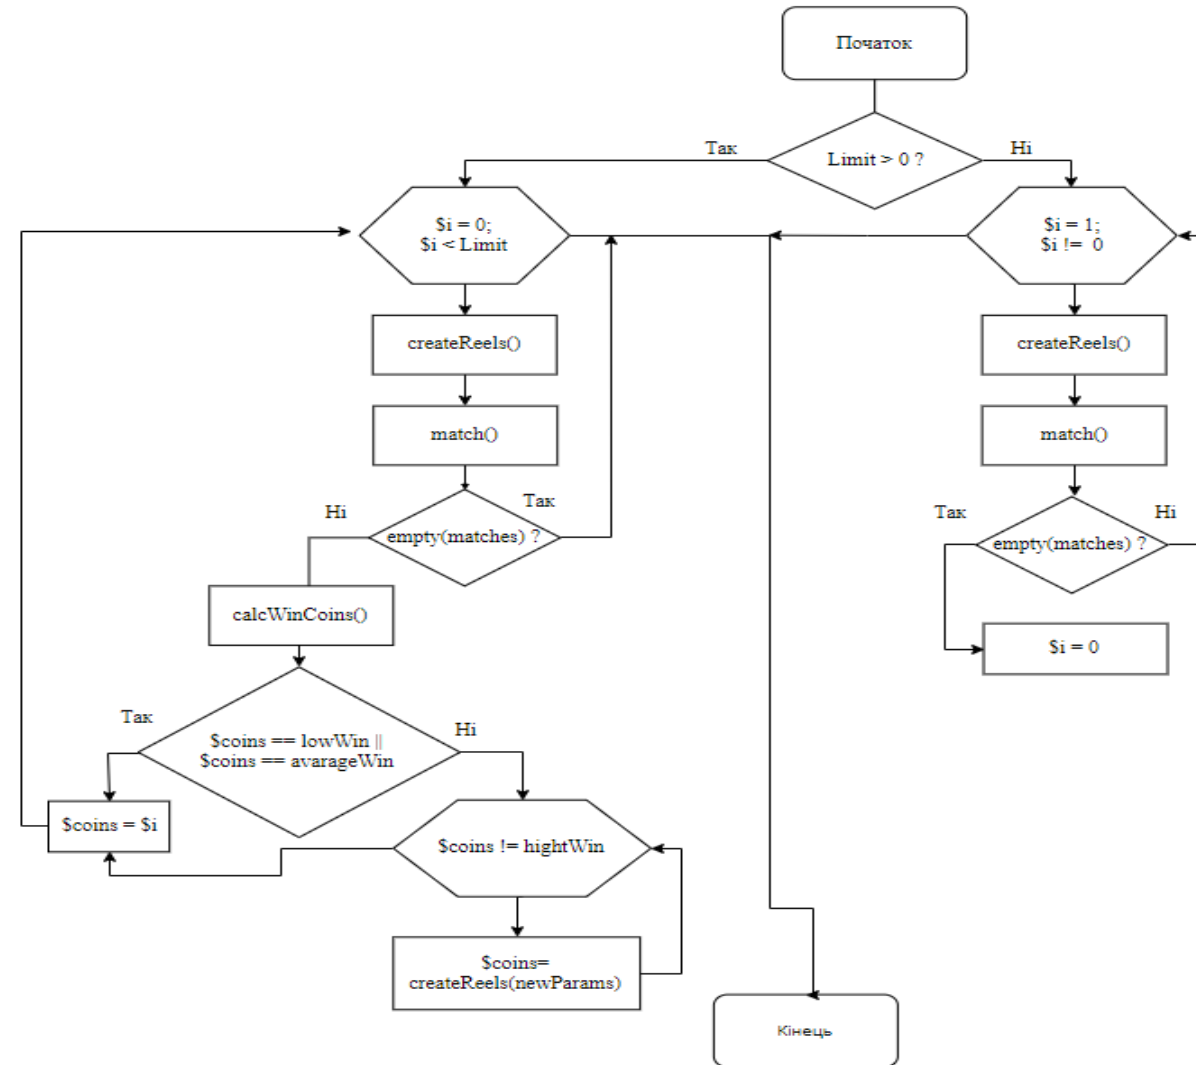 Початок
Limit > 0 ?
Так
Ні
$i = 0;
$i < Limit
createReels()
match()
empty(matches) ?
Ні
Так
calcWinCoins()
$coins == lowWin ||
$coins == avarageWin
Так
Ні
$coins = $i
$coins != hightWin
$coins=
createReels(newParams)
$i = 1;
$i != 0
createReels()
match()
empty(matches) ?
Так
Ні
$i = 0
Кінець